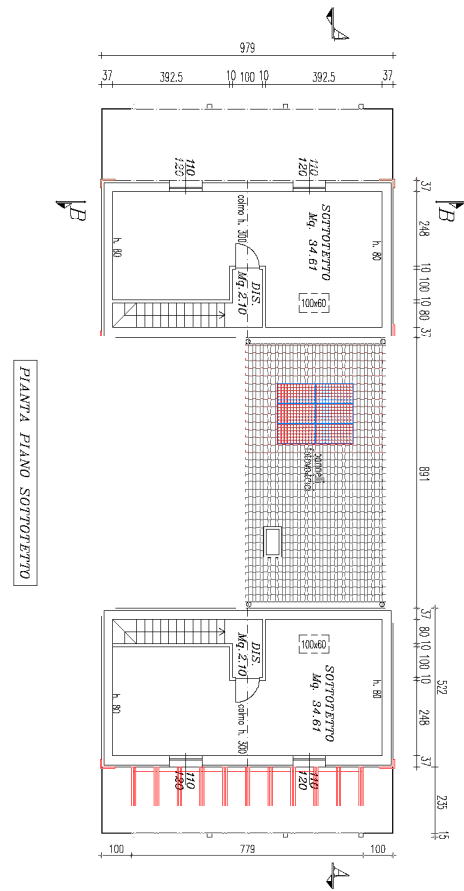 979
37 392.5 10 100 10 392.5 37
110
120
110
120
B
B
37
248
10
100
10
80
37
891
37
80
10
100
10
248
37
522
235
15
SOTTOTETTO
Mq. 34.61
h. 80
h. 80
colmo h. 300
DIS.
Mq. 2.10
100x60
pannelli
PIANTA PIANO SOTTOTETTO
DIS.
Mq. 2.10
100x60
SOTTOTETTO
Mq. 34.61
h. 80
h. 80
colmo h. 300
110
120
110
120
100 779 100